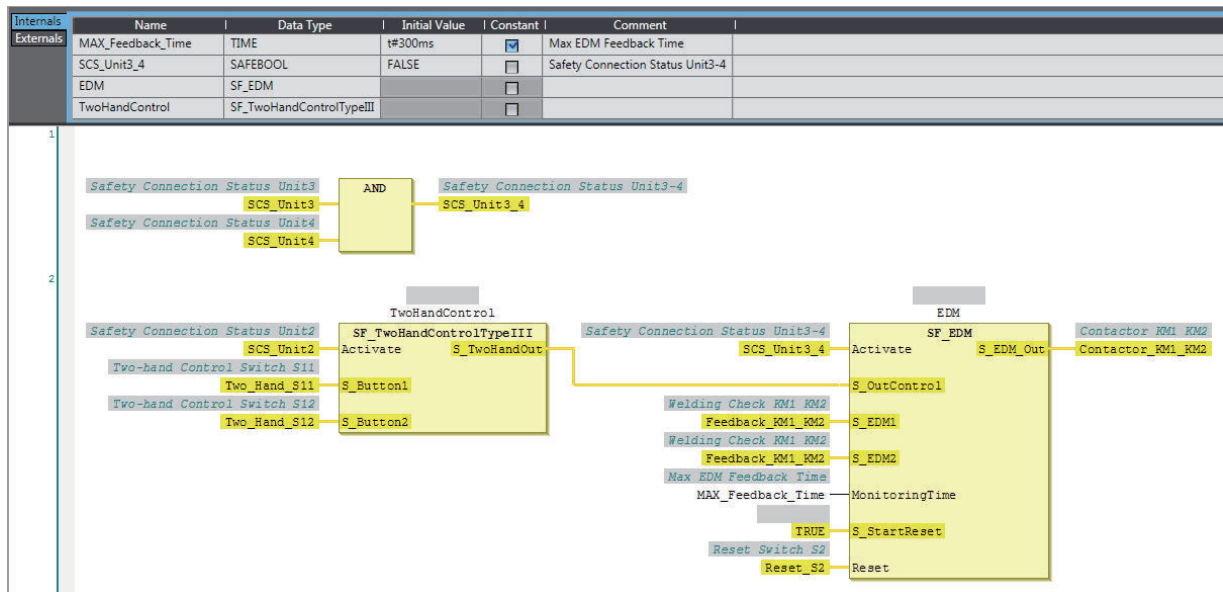 Internals
Externals
Name Data Type Initial Value Constant Comment
MAX_Feedback_Time TIME t#300ms Max EDM Feedback Time
SCS_Unit3_4 SAFEBOOL FALSE Safety Connection Status Unit3-4
EDM SF_EDM
TwoHandControl SF_TwoHandControlTypeIII
1
Safety Connection Status Unit3 AND Safety Connection Status Unit3-4
SCS_Unit3 SCS_Unit3_4
Safety Connection Status Unit4
SCS_Unit4
2
TwoHandControl EDM
Safety Connection Status Unit2 SF_TwoHandControlTypeIII Safety Connection Status Unit3-4 SF_EDM Contactor KM1 KM2
SCS_Unit2 Activate S_TwoHandOut SCS_Unit3_4 Activate S_EDM_Out Contactor_KM1_KM2
Two-hand Control Switch S11
Two_Hand_S11 S_Button1 S_OutControl
Two-hand Control Switch S12 Welding Check KM1 KM2
Two_Hand_S12 S_Button2 Feedback_KM1_KM2 S_EDM1
Welding Check KM1 KM2
Feedback_KM1_KM2 S_EDM2
Max EDM Feedback Time
MAX_Feedback_Time MonitoringTime
TRUE S_StartReset
Reset Switch S2
Reset_S2 Reset